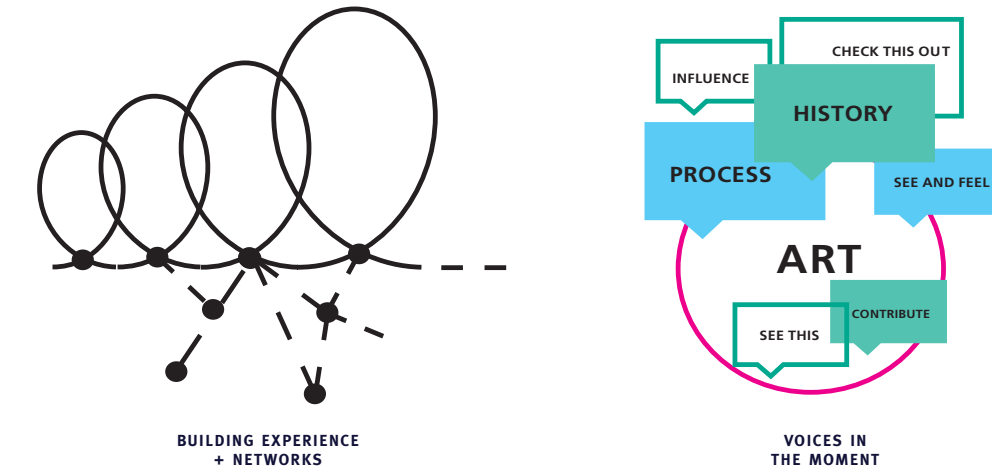 CHECK THIS OUT
INFLUENCE
HISTORY
PROCESS
SEE AND FEEL
ART
CONTRIBUTE
SEE THIS
BUILDING EXPERIENCE
+ NETWORKS
VOICES IN
THE MOMENT